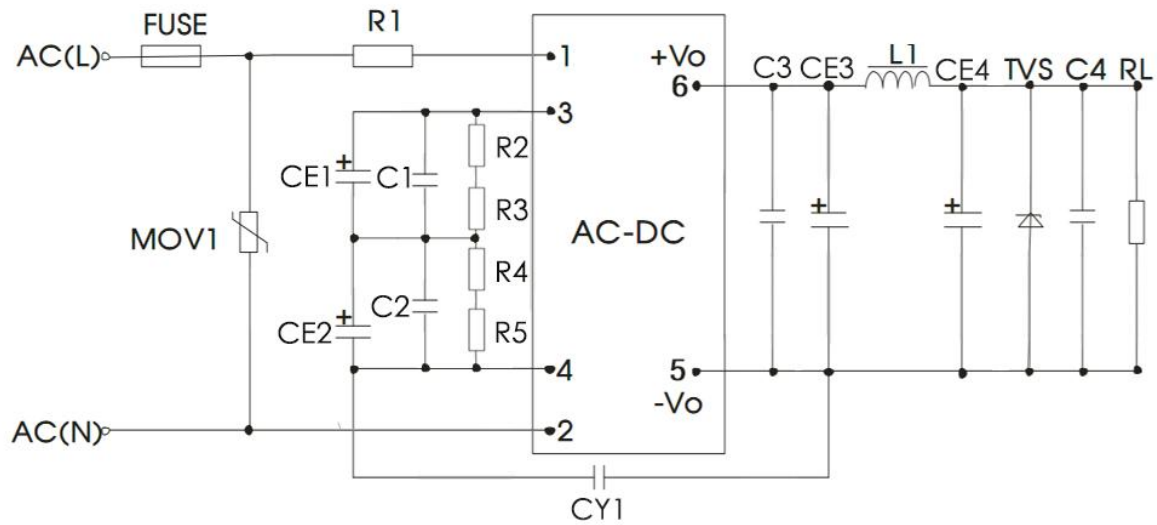 FUSE
R1
AC(L)
1
+Vo
6
C3
CE3
L1
CE4
TVS
C4
RL
3
R2
CE1
C1
R3
MOV1
AC-DC
R4
C2
CE2
R5
4
5
-Vo
AC(N)
2
CY1